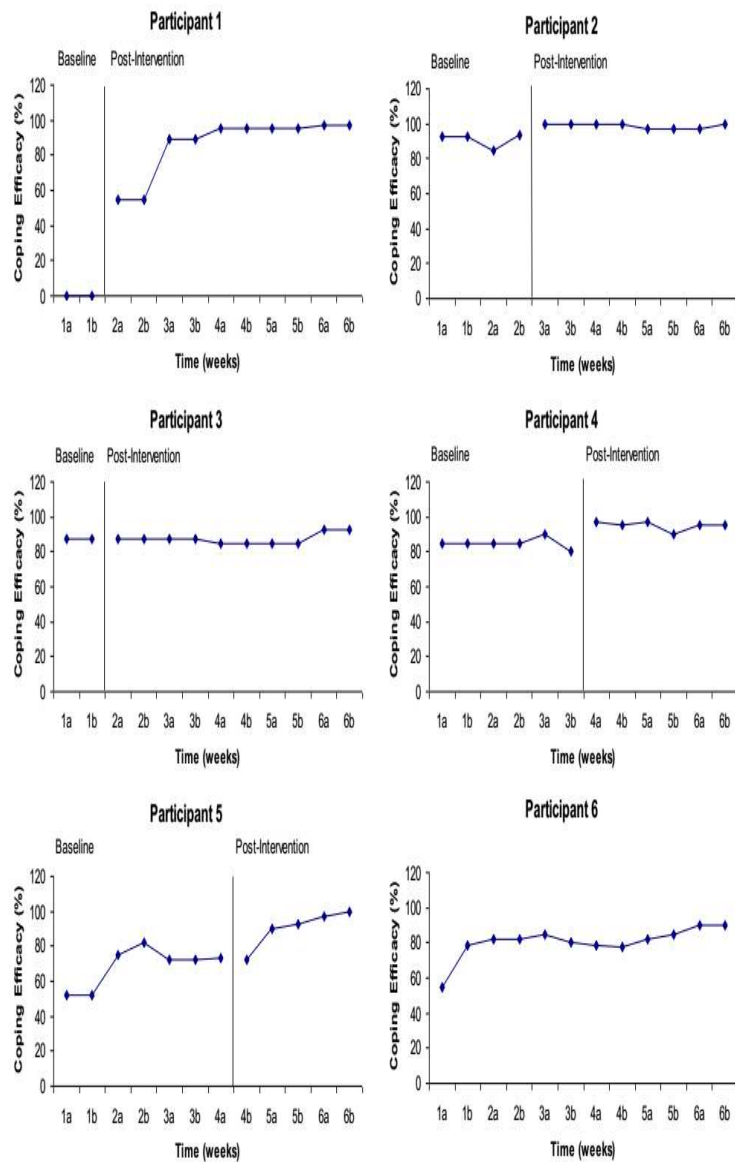 Participant 1
Baseline Post-Intervention
Coping Efficacy (%)
120
100
80
60
40
20
0
1a 1b 2a 2b 3a 3b 4a 4b 5a 5b 6a 6b
Time (weeks)
Participant 2
Baseline Post-Intervention
Coping Efficacy (%)
120
100
80
60
40
20
0
1a 1b 2a 2b 3a 3b 4a 4b 5a 5b 6a 6b
Time (weeks)
Participant 3
Baseline Post-Intervention
Coping Efficacy (%)
120
100
80
60
40
20
0
1a 1b 2a 2b 3a 3b 4a 4b 5a 5b 6a 6b
Time (weeks)
Participant 4
Baseline Post-Intervention
Coping Efficacy (%)
120
100
80
60
40
20
0
1a 1b 2a 2b 3a 3b 4a 4b 5a 5b 6a 6b
Time (weeks)
Participant 5
Baseline Post-Intervention
Coping Efficacy (%)
120
100
80
60
40
20
0
1a 1b 2a 2b 3a 3b 4a 4b 5a 5b 6a 6b
Time (weeks)
Participant 6
Coping Efficacy (%)
120
100
80
60
40
20
0
1a 1b 2a 2b 3a 3b 4a 4b 5a 5b 6a 6b
Time (weeks)